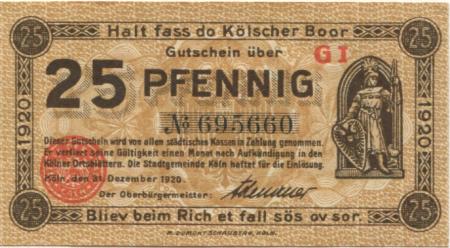 25 Halt fass do Kölscher Boor 25
Gutschein über
G I
25 PFENNIG
1920
1920
№ 695660
Dieser Gutschein wird von allen städtischen Kassen in Zahlung genommen.
Er verliert seine Gültigkeit einen Monat nach Aufkündigung in den
Kölner Ortsblättern. Die Stadtgemeinde Köln haftet für die Einlösung.
Köln, den 31. Dezember 1920.
Der Oberbürgermeister:
25 Bliev beim Rich et fall sös ov sor. 25
M. DUMONT SCHAUBERG, KÖLN.